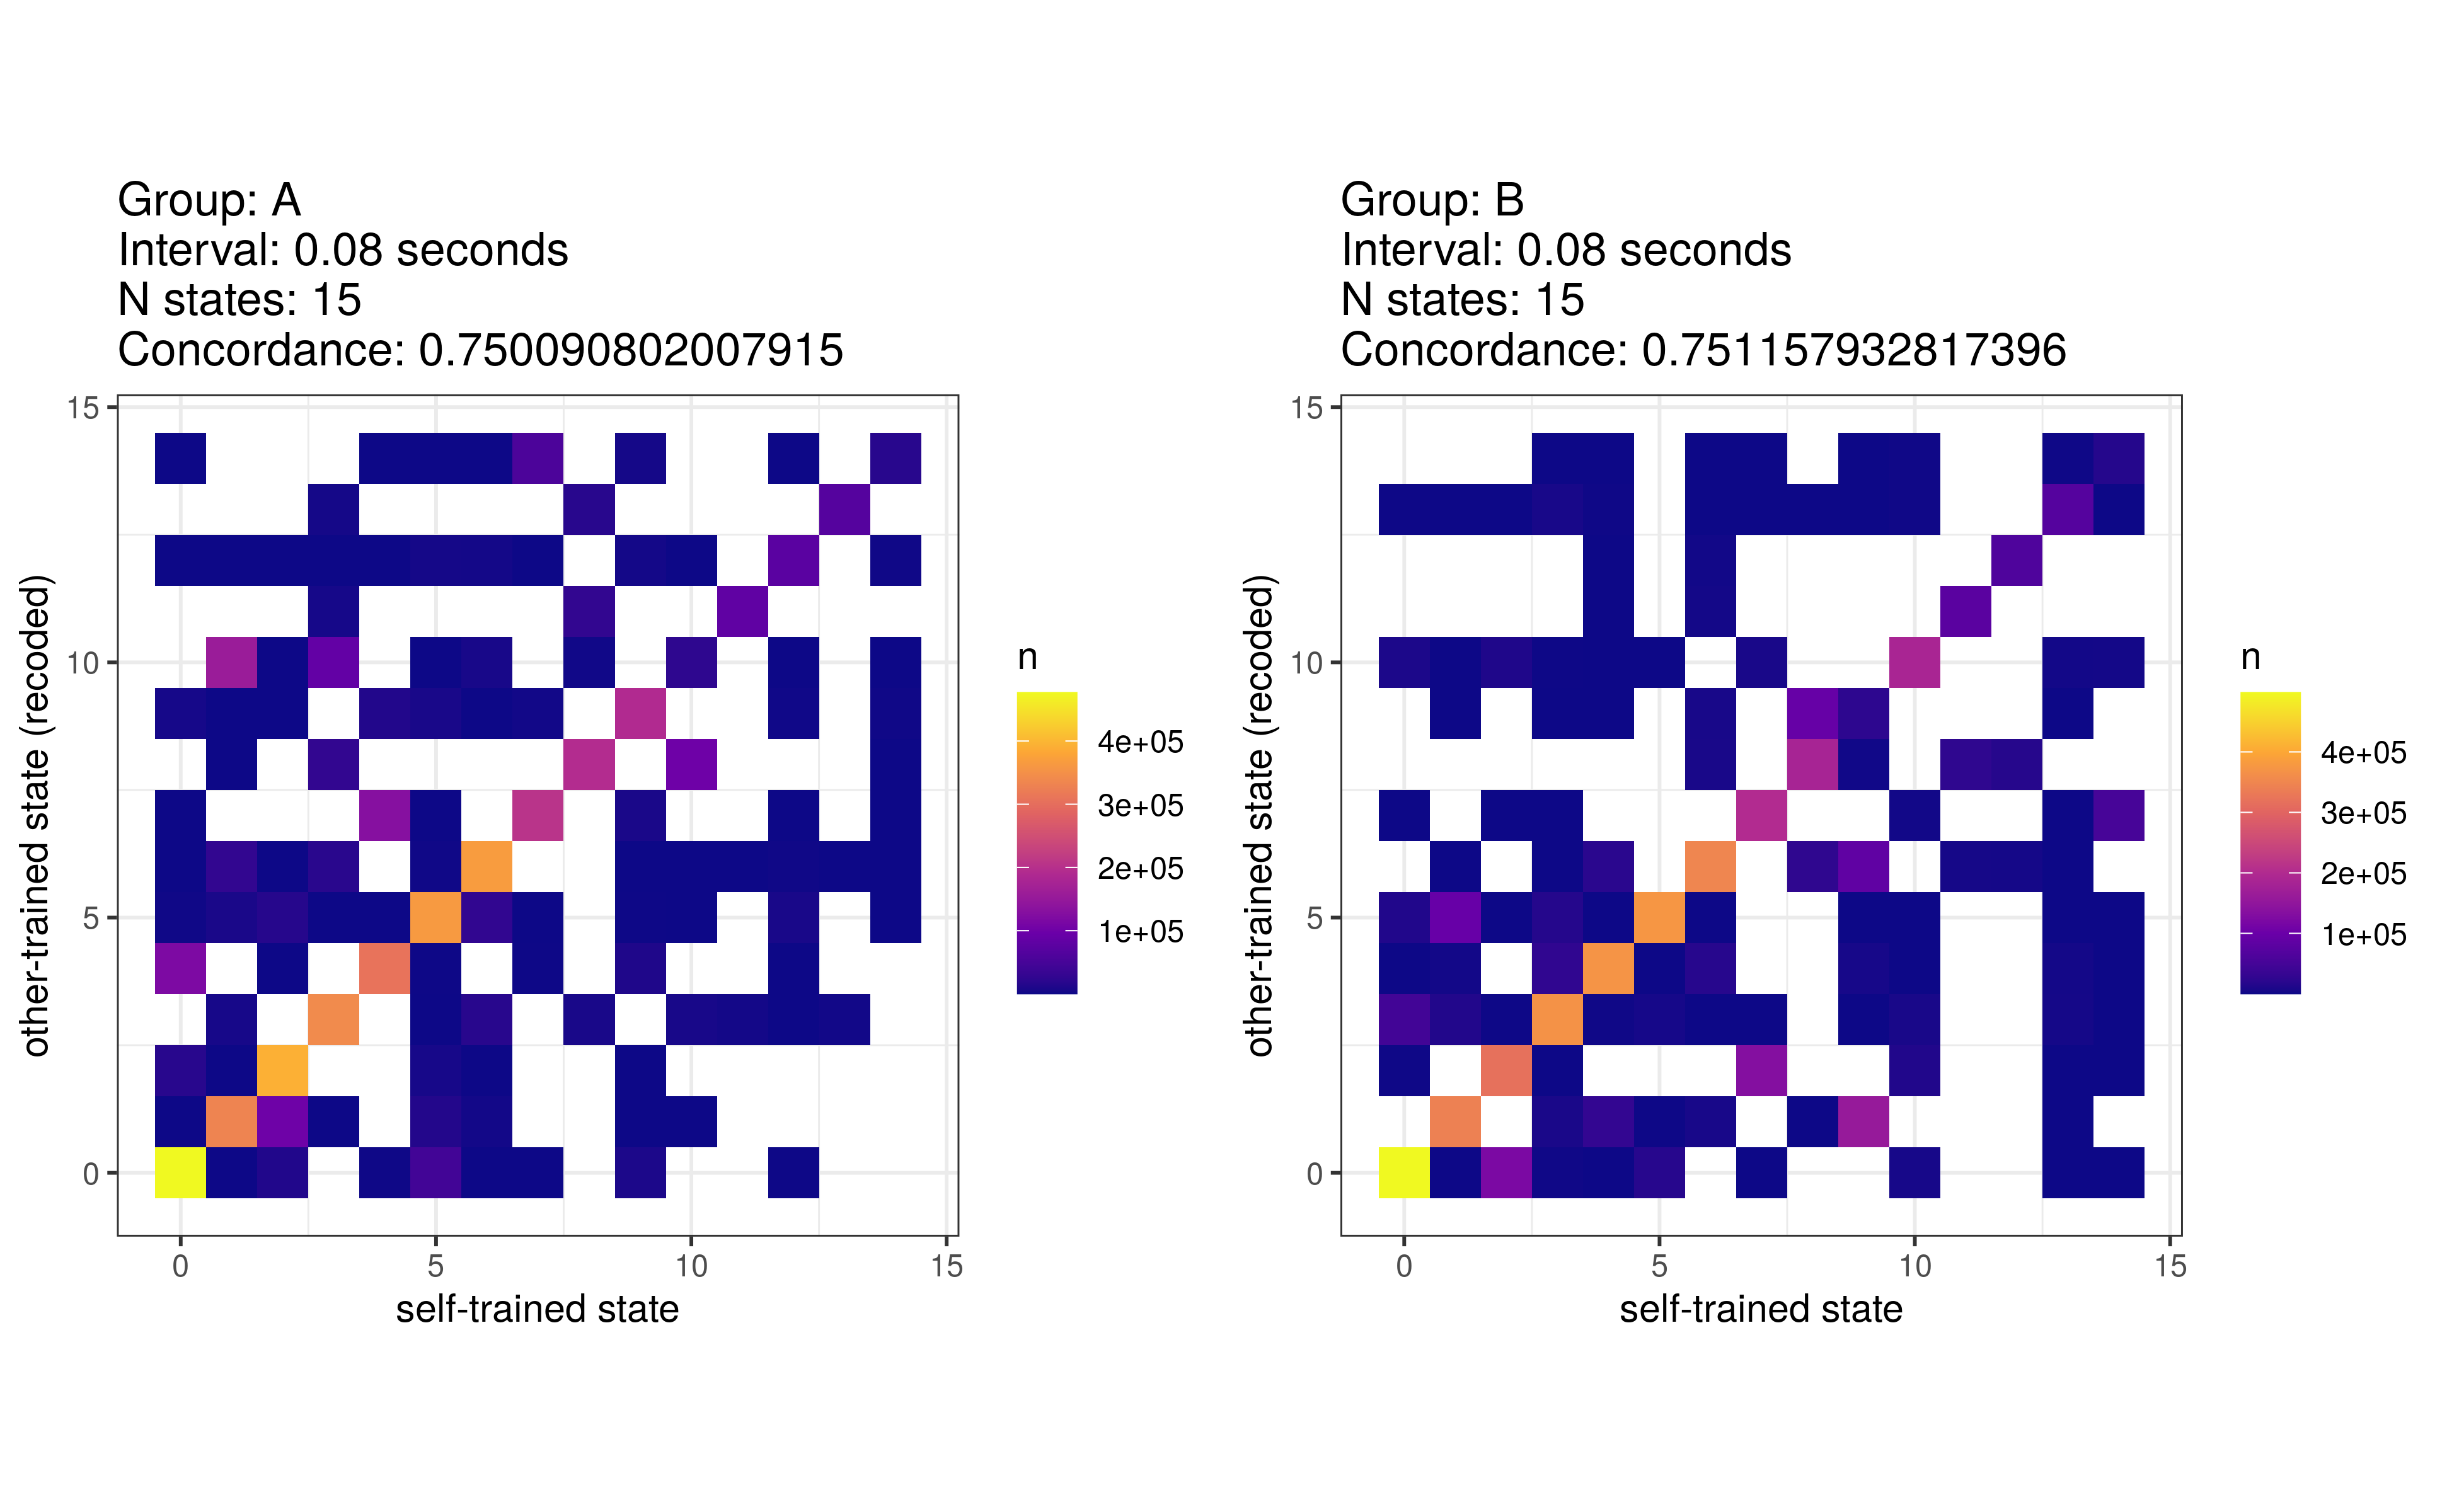 Group: A
Interval: 0.08 seconds
N states: 15
Concordance: 0.750090802007915
15
10
5
0
other-trained state (recoded)
0
5
10
15
self-trained state
n
4e+05
3e+05
2e+05
1e+05
Group: B
Interval: 0.08 seconds
N states: 15
Concordance: 0.751157932817396
15
10
5
0
other-trained state (recoded)
0
5
10
15
self-trained state
n
4e+05
3e+05
2e+05
1e+05